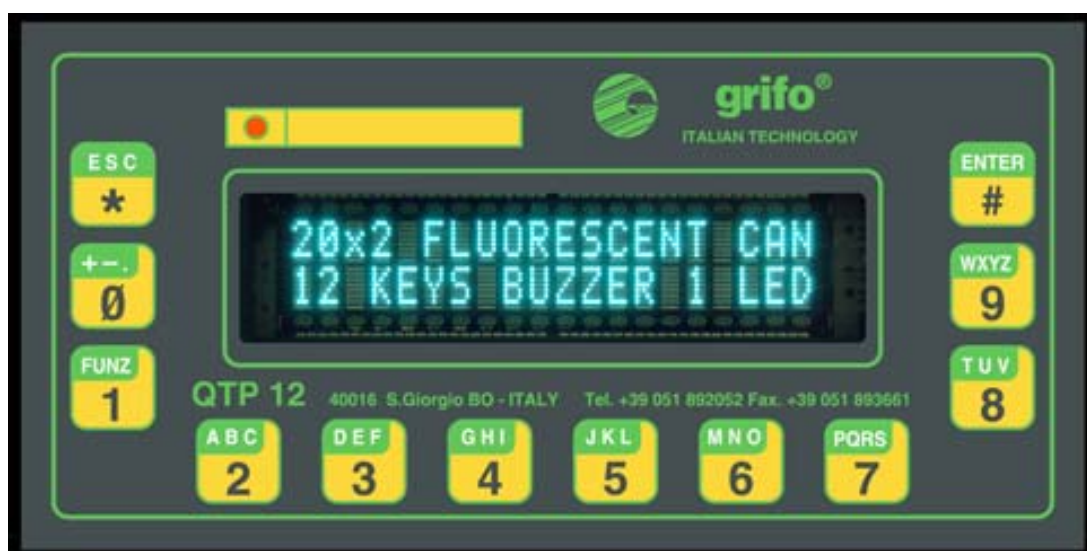 grifo®
ITALIAN TECHNOLOGY
ESC
*
ENTER
#
20x2 FLUORESCENT CAN
12 KEYS BUZZER 1 LED
+-.
0
WXYZ
9
FUNZ
1
TUV
8
QTP 12 40016 S.Giorgio BO - ITALY Tel. +39 051 892052 Fax. +39 051 893661
ABC
2
DEF
3
GHI
4
JKL
5
MNO
6
PQRS
7